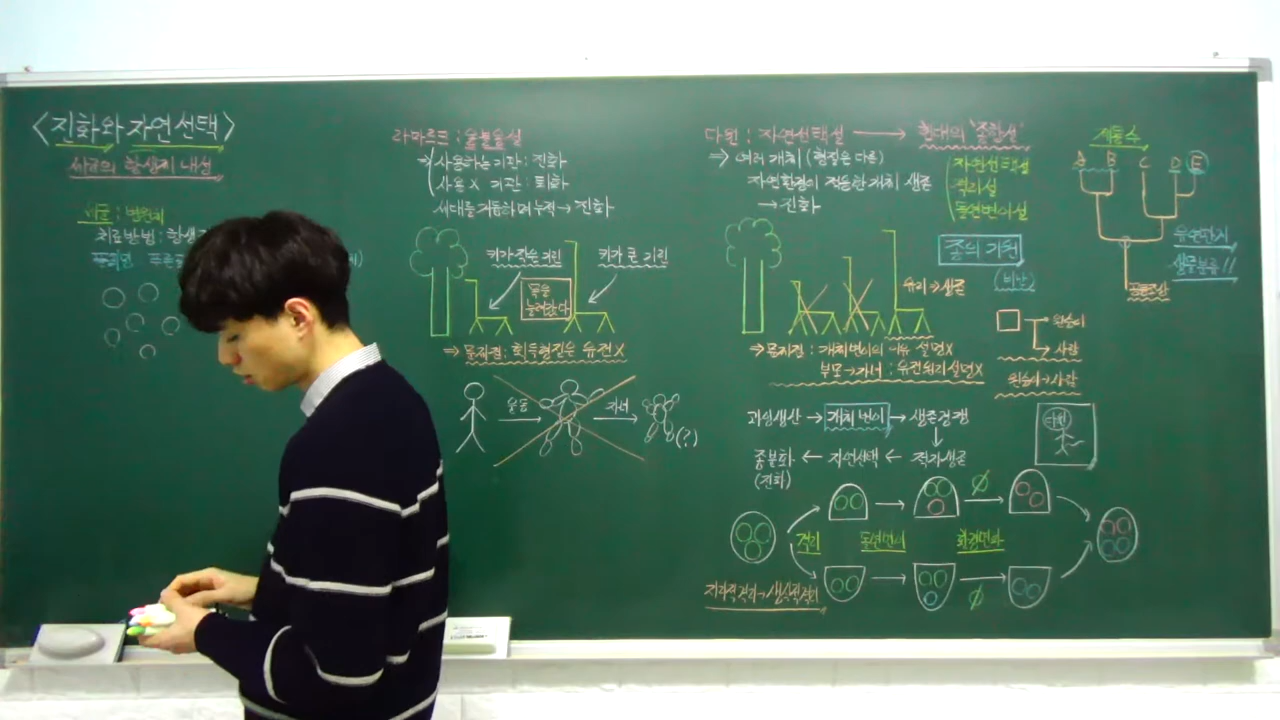 <진화와 자연선택>
세균의 항생제 내성
세균 : 병원체
치료방법 : 항생
라마르크 : 용불용설
⇒ 사용하는 기관 : 진화
사용 X 기관 : 퇴화
세대를 거듭하며 누적 → 진화
키가 작은 기린
키가 큰 기린
목을
늘려왔다
⇒ 문제점 : 획득형질은 유전X
운동
자녀
(?)
다윈 : 자연선택설 → 현대의 "종합설"
⇒ 여러 개체 (형질은 다른)
자연환경에 적응한 개체 생존
→ 진화
자연선택설
격리설
돌연변이설
종의 기원
(비난)
유리 → 생존
⇒ 문제점 : 개체변이의 이유 설명X
부모 → 자녀 : 유전원리 설명X
계통수
A B C D E
유연관계
생물분류 !!
공통조상
원숭이
사람
원숭이 → 사람
다윈
과잉생산 → 개체변이 → 생존경쟁
종분화 ← 자연선택 ← 적자생존
(진화)
격리
돌연변이
환경변화
지리적격리 → 생식적격리